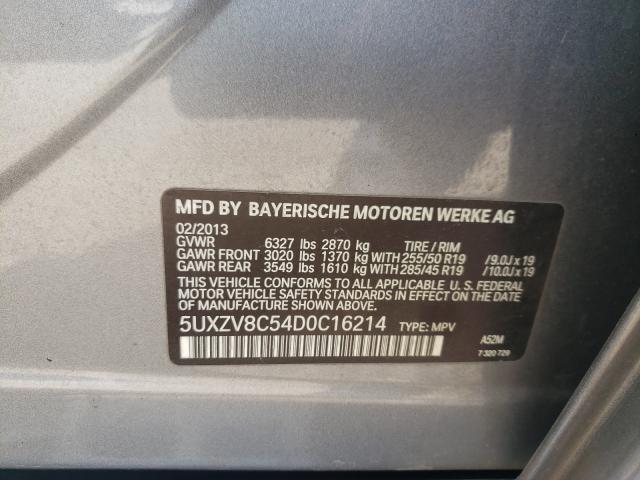 MFD BY BAYERISCHE MOTOREN WERKE AG
02/2013
GVWR 6327 lbs 2870 kg TIRE / RIM
GAWR FRONT 3020 lbs 1370 kg WITH 255/50 R19 /9.0J x 19
GAWR REAR 3549 lbs 1610 kg WITH 285/45 R19 /10.0J x 19
THIS VEHICLE CONFORMS TO ALL APPLICABLE U. S. FEDERAL
MOTOR VEHICLE SAFETY STANDARDS IN EFFECT ON THE DATE
OF MANUFACTURE SHOWN ABOVE.
5UXZV8C54D0C16214 TYPE: MPV
A52M
7 320 729